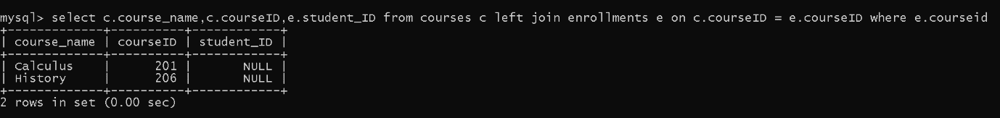 mysql> select c.course_name,c.courseID,e.student_ID from courses c left join enrollments e on c.courseID = e.courseID where e.courseid
+-------------+----------+------------+
| course_name | courseID | student_ID |
+-------------+----------+------------+
| Calculus    |      201 |       NULL |
| History     |      206 |       NULL |
+-------------+----------+------------+
2 rows in set (0.00 sec)